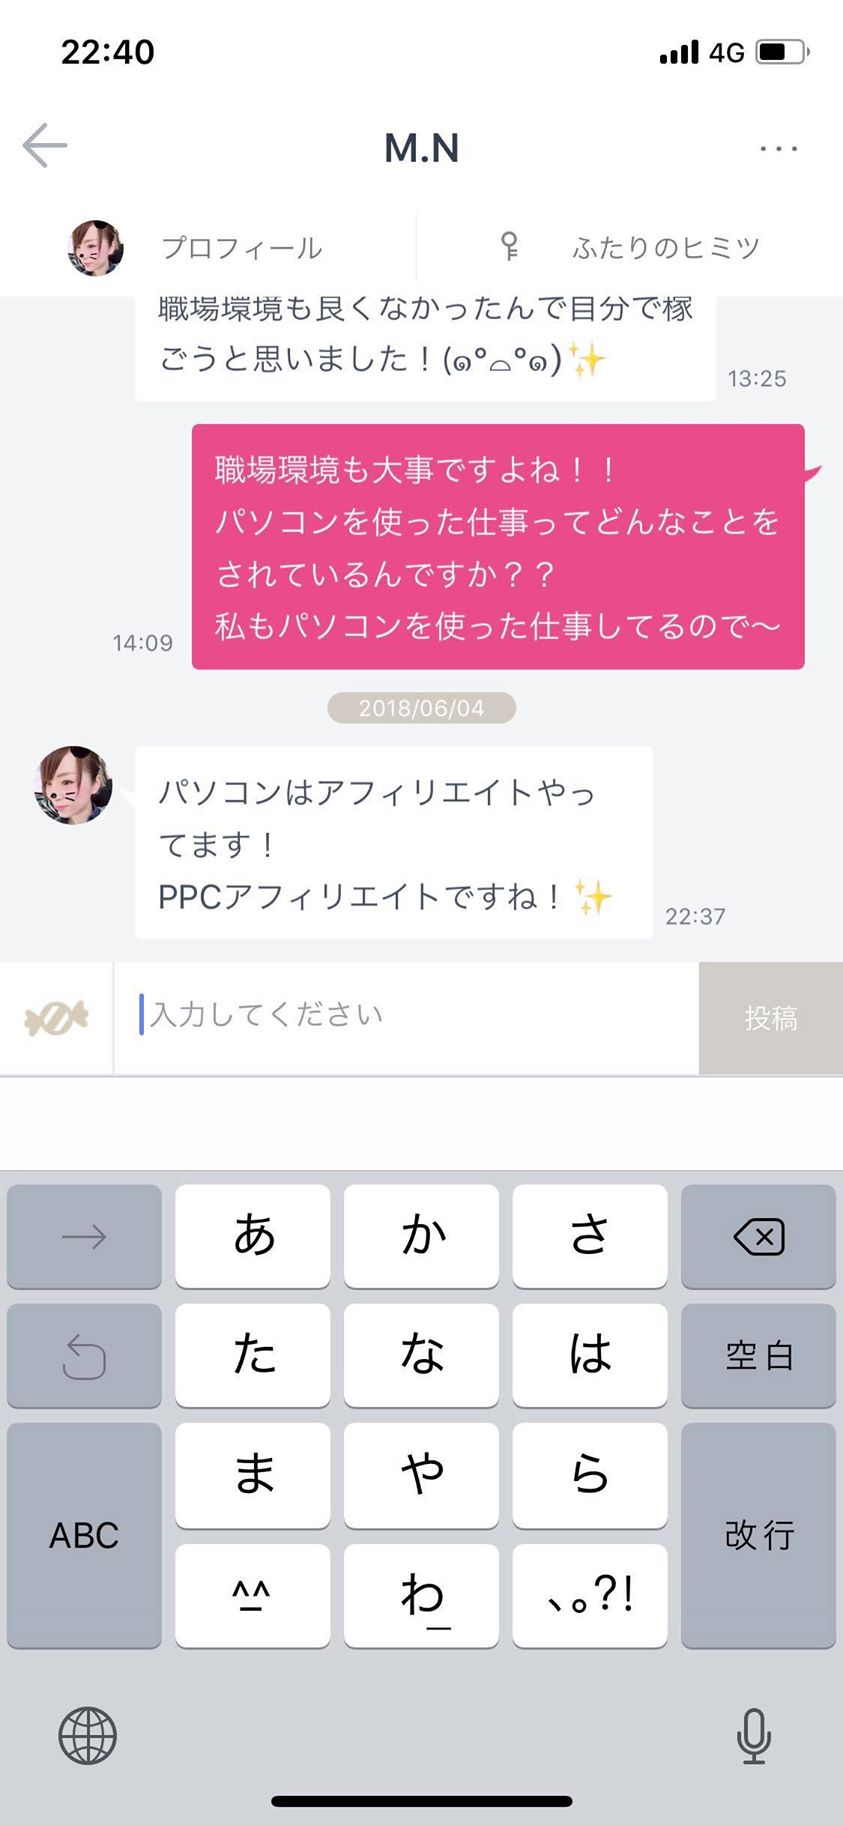 22:40
4G
M.N
...
プロフィール
ふたりのヒミツ
職場環境も良くなかったんで自分で稼
ごうと思いました！(๑°⌓°๑)✨
13:25
職場環境も大事ですよね！！
パソコンを使った仕事ってどんなことを
されているんですか？？
私もパソコンを使った仕事してるので〜
14:09
2018/06/04
パソコンはアフィリエイトやっ
てます！
PPCアフィリエイトですね！✨
22:37
入力してください
投稿
あ
か
さ
た
な
は
空白
ま
や
ら
ABC
改行
^_^
わ_
、。?!